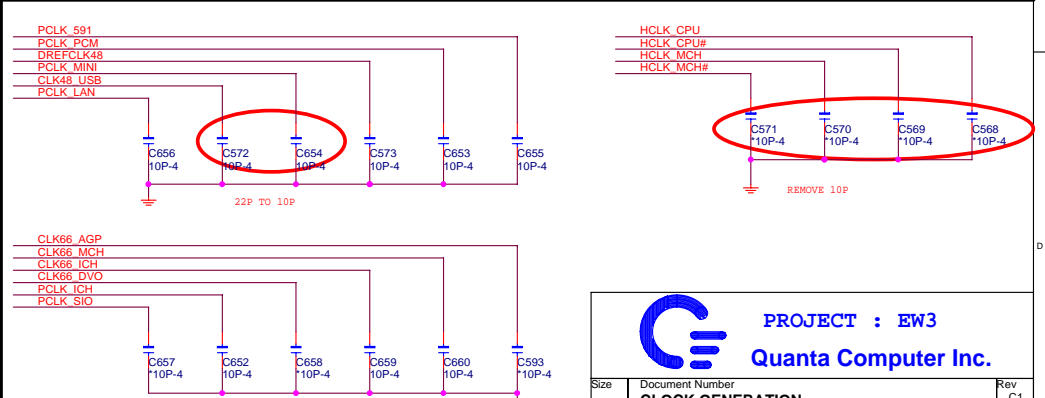 PCLK_591
PCLK_PCM
DREFCLK48
PCLK_MINI
CLK48_USB
PCLK_LAN
C656
10P-4
C572
10P-4
C654
10P-4
C573
10P-4
C653
10P-4
C655
10P-4
22P TO 10P
HCLK_CPU
HCLK_CPU#
HCLK_MCH
HCLK_MCH#
C571
*10P-4
C570
*10P-4
C569
*10P-4
C568
*10P-4
REMOVE 10P
D
CLK66_AGP
CLK66_MCH
CLK66_ICH
CLK66_DVO
PCLK_ICH
PCLK_SIO
C657
*10P-4
C652
10P-4
C658
*10P-4
C659
10P-4
C660
10P-4
C593
*10P-4
PROJECT : EW3
Quanta Computer Inc.
Size
Document Number
Rev
CLOCK GENERATION
C1